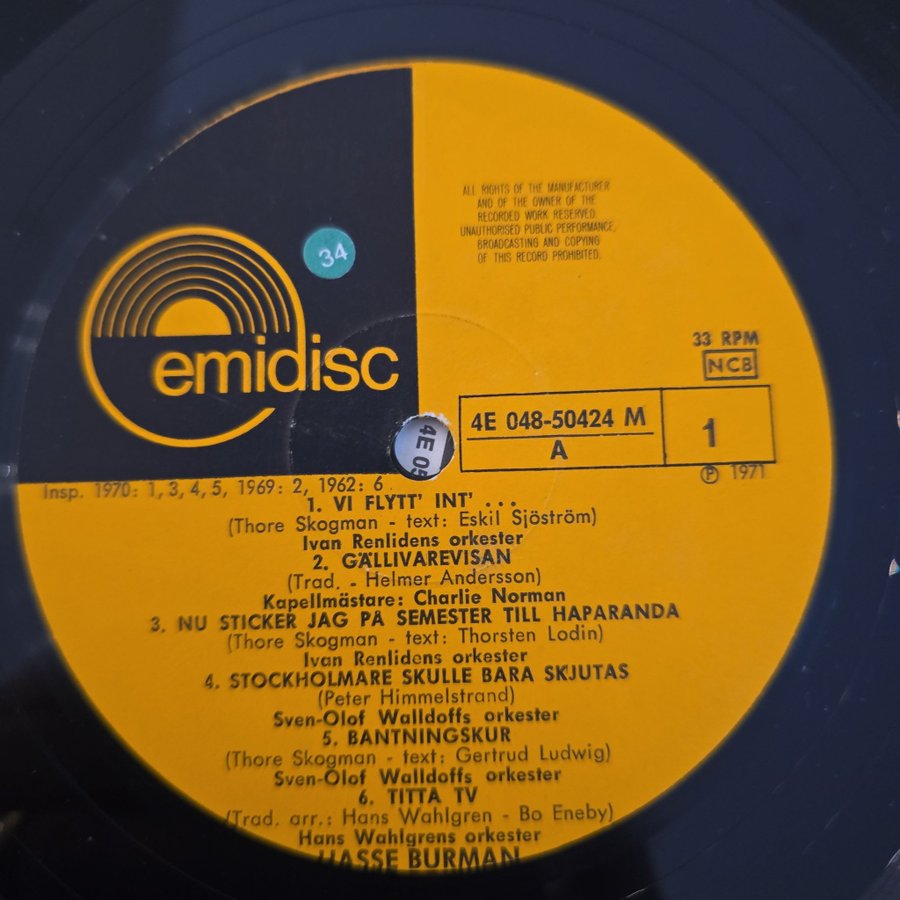 ALL RIGHTS OF THE MANUFACTURER
AND OF THE OWNER OF THE
RECORDED WORK RESERVED.
UNAUTHORISED PUBLIC PERFORMANCE,
BROADCASTING AND COPYING
OF THIS RECORD PROHIBITED.
34
emidisc
33 RPM
NCB
4E 048-50424 M
A
1
4E 05
℗ 1971
Insp. 1970: 1, 3, 4, 5, 1969: 2, 1962: 6
1. VI FLYTT' INT' ...
(Thore Skogman - text: Eskil Sjöström)
Ivan Renlidens orkester
2. GÄLLIVAREVISAN
(Trad. - Helmer Andersson)
Kapellmästare: Charlie Norman
3. NU STICKER JAG PÅ SEMESTER TILL HAPARANDA
(Thore Skogman - text: Thorsten Lodin)
Ivan Renlidens orkester
4. STOCKHOLMARE SKULLE BARA SKJUTAS
(Peter Himmelstrand)
Sven-Olof Walldoffs orkester
5. BANTNINGSKUR
(Thore Skogman - text: Gertrud Ludwig)
Sven-Olof Walldoffs orkester
6. TITTA TV
(Trad. arr.: Hans Wahlgren - Bo Eneby)
Hans Wahlgrens orkester
HASSE BURMAN